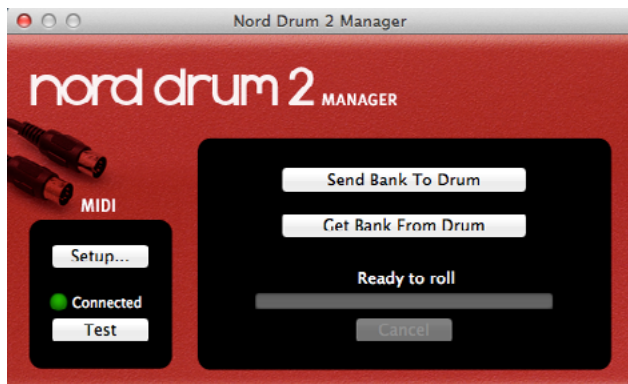 Nord Drum 2 Manager
nord drum 2 MANAGER
MIDI
Setup...
Connected
Test
Send Bank To Drum
Get Bank From Drum
Ready to roll
Cancel